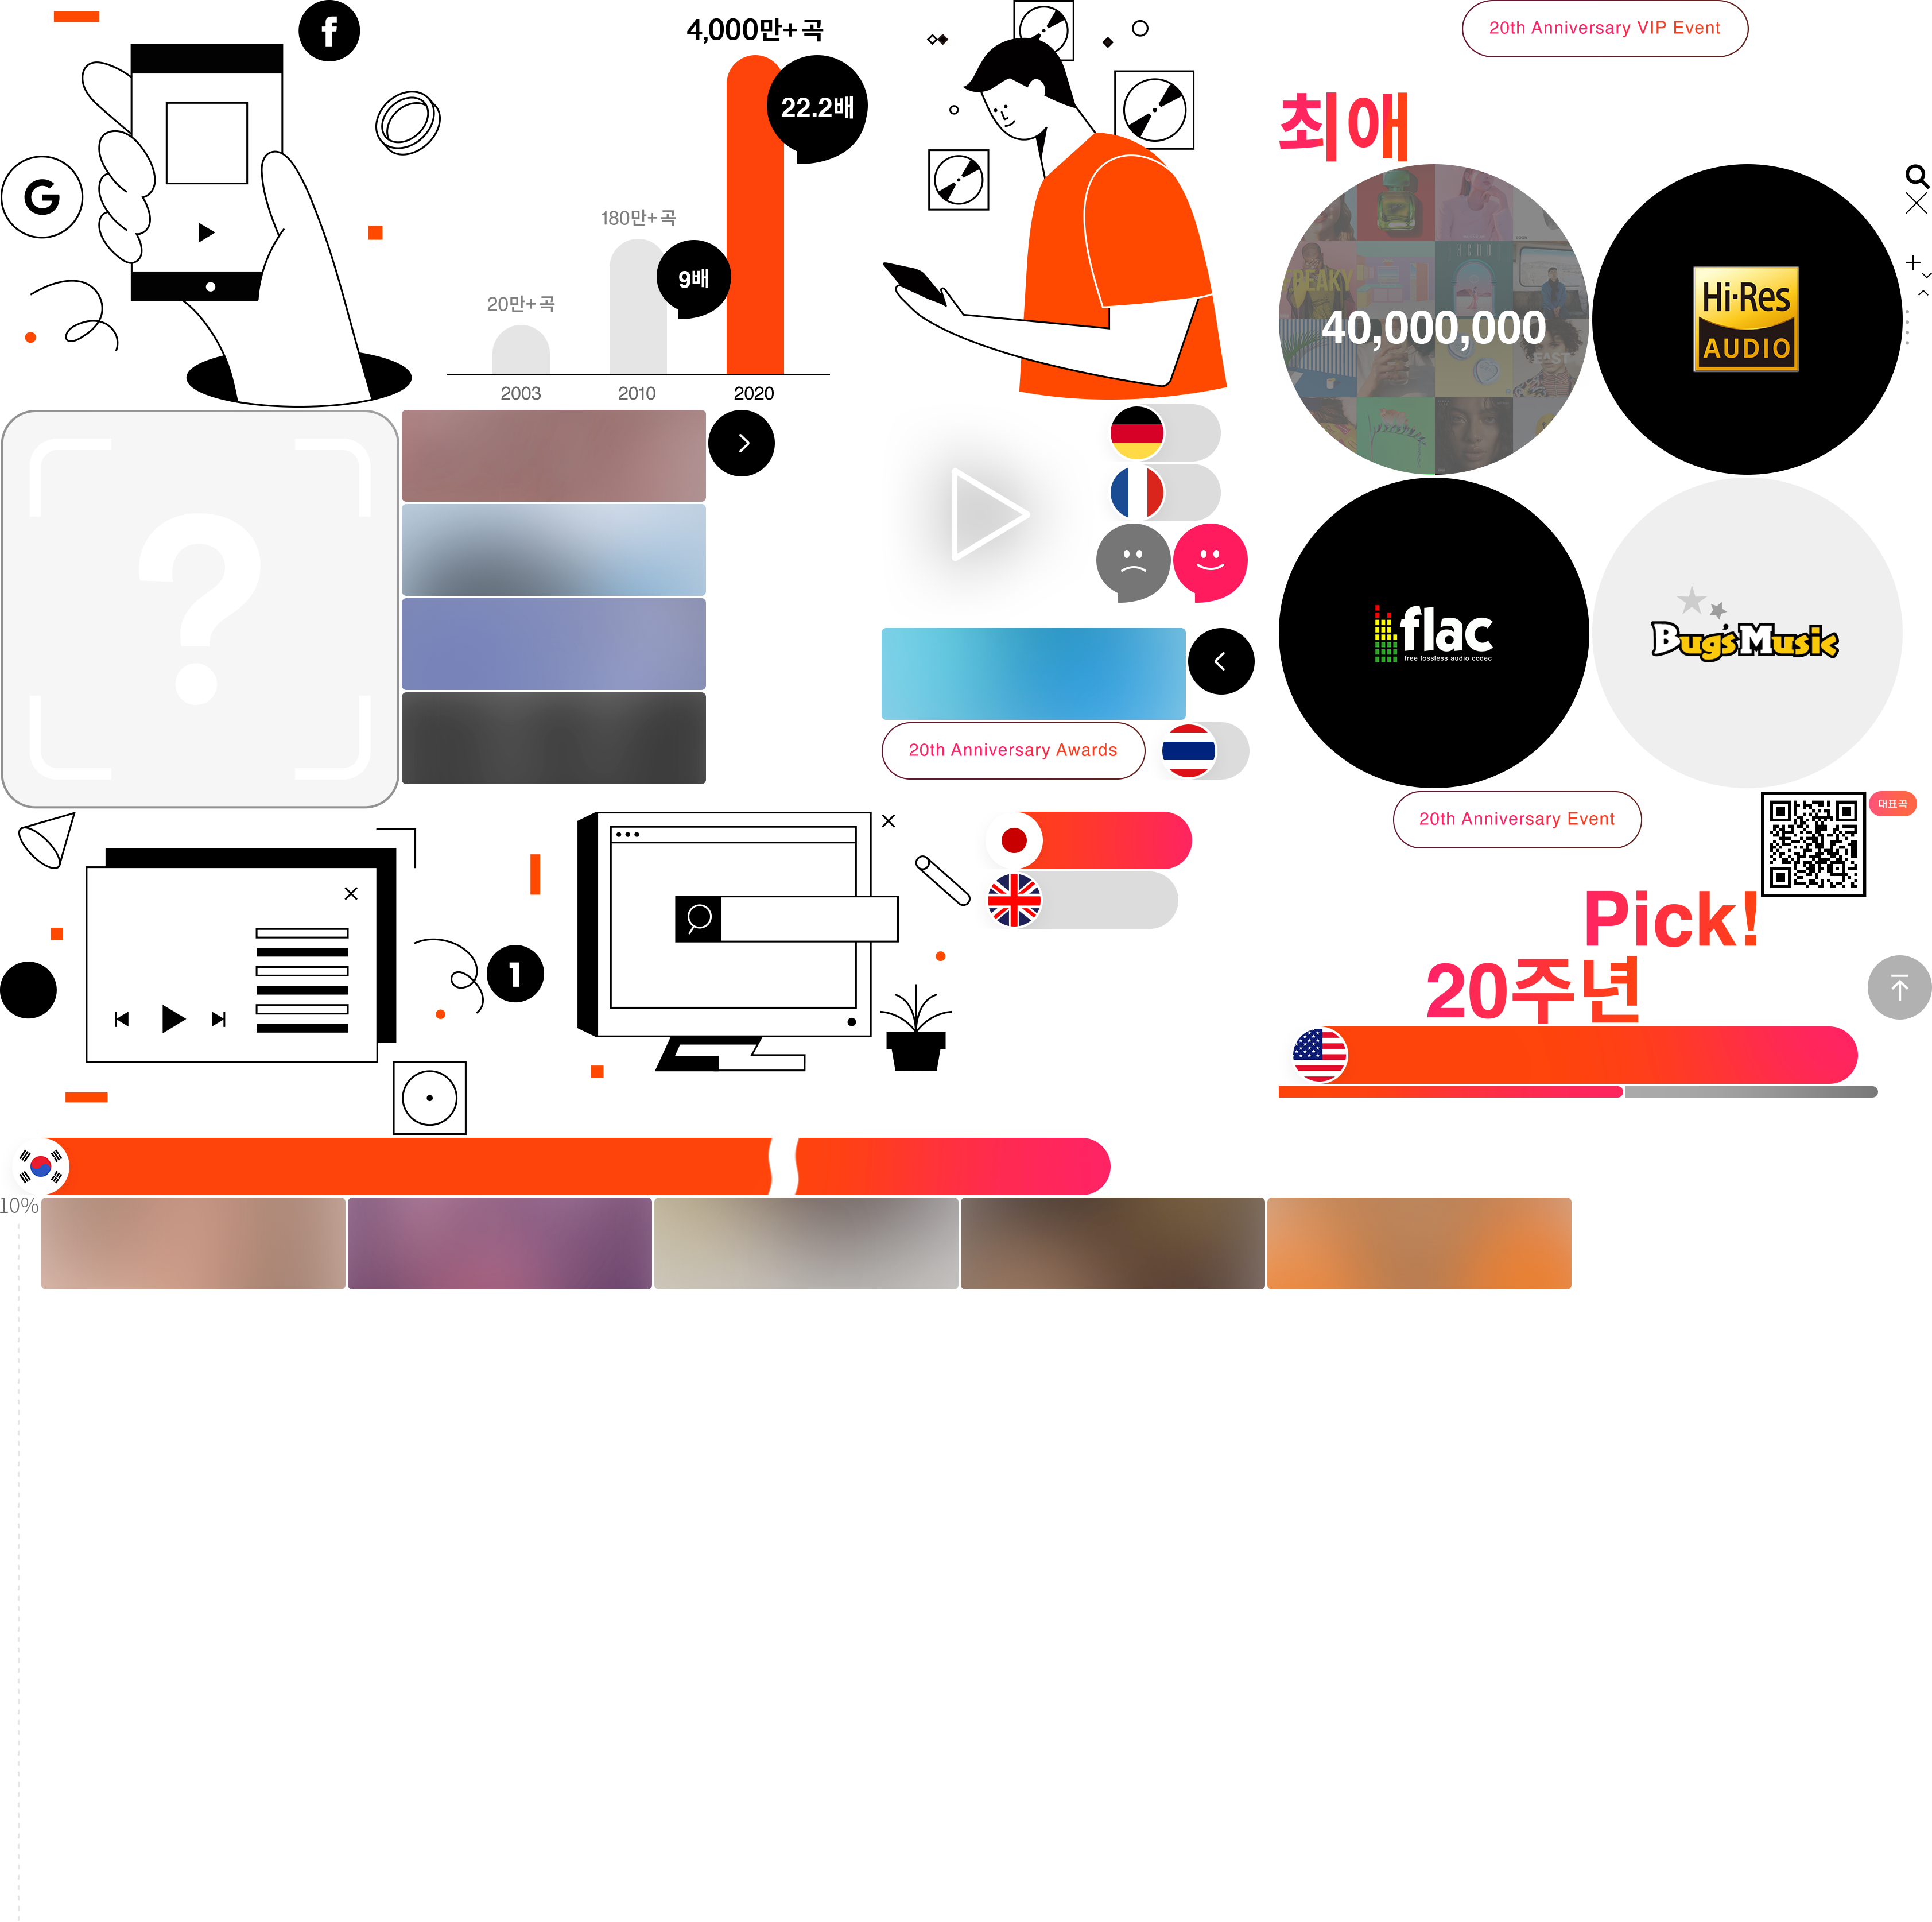 4,000만+ 곡
22.2배
180만+ 곡
9배
20만+ 곡
2003
2010
2020
20th Anniversary VIP Event
최애
40,000,000
Hi-Res
AUDIO
flac
free lossless audio codec
Bugs Music
20th Anniversary Awards
20th Anniversary Event
대표곡
Pick!
20주년
1
10%
G
f
PEAKY